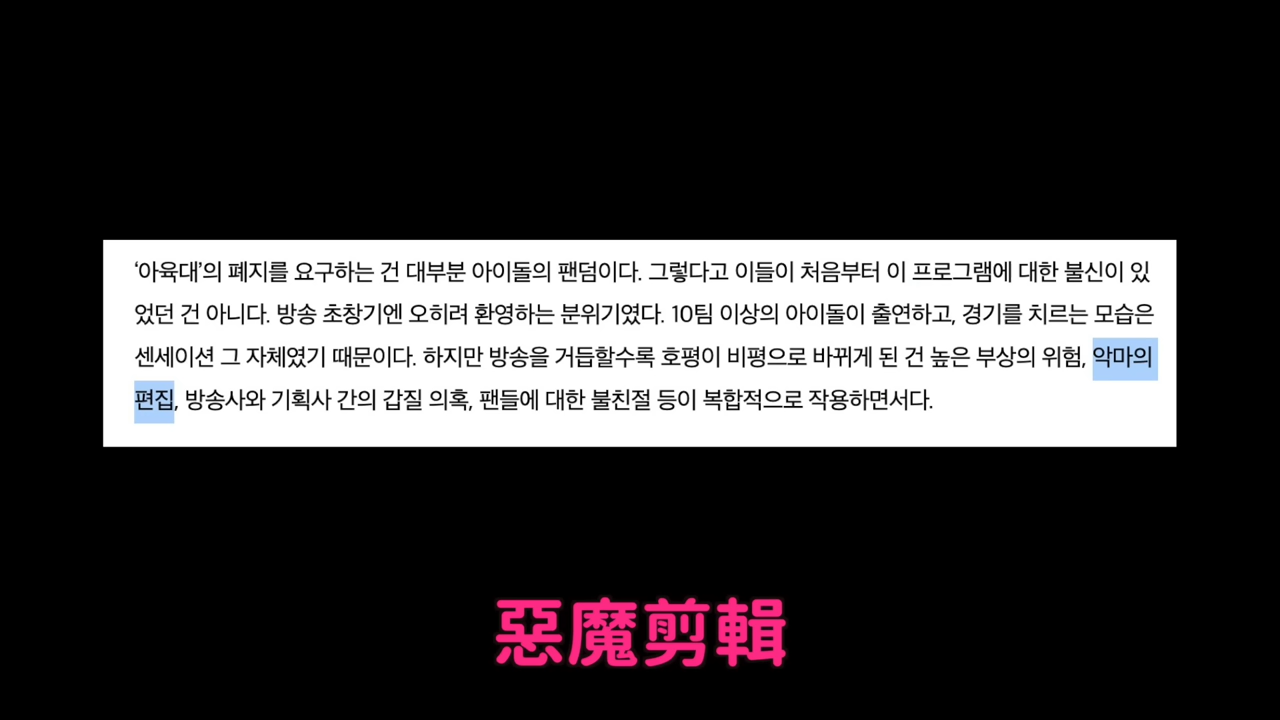 ‘아육대’의 폐지를 요구하는 건 대부분 아이돌의 팬덤이다. 그렇다고 이들이 처음부터 이 프로그램에 대한 불신이 있
었던 건 아니다. 방송 초창기엔 오히려 환영하는 분위기였다. 10팀 이상의 아이돌이 출연하고, 경기를 치르는 모습은
센세이션 그 자체였기 때문이다. 하지만 방송을 거듭할수록 호평이 비평으로 바뀌게 된 건 높은 부상의 위험, 악마의
편집, 방송사와 기획사 간의 갑질 의혹, 팬들에 대한 불친절 등이 복합적으로 작용하면서다.
惡魔剪輯